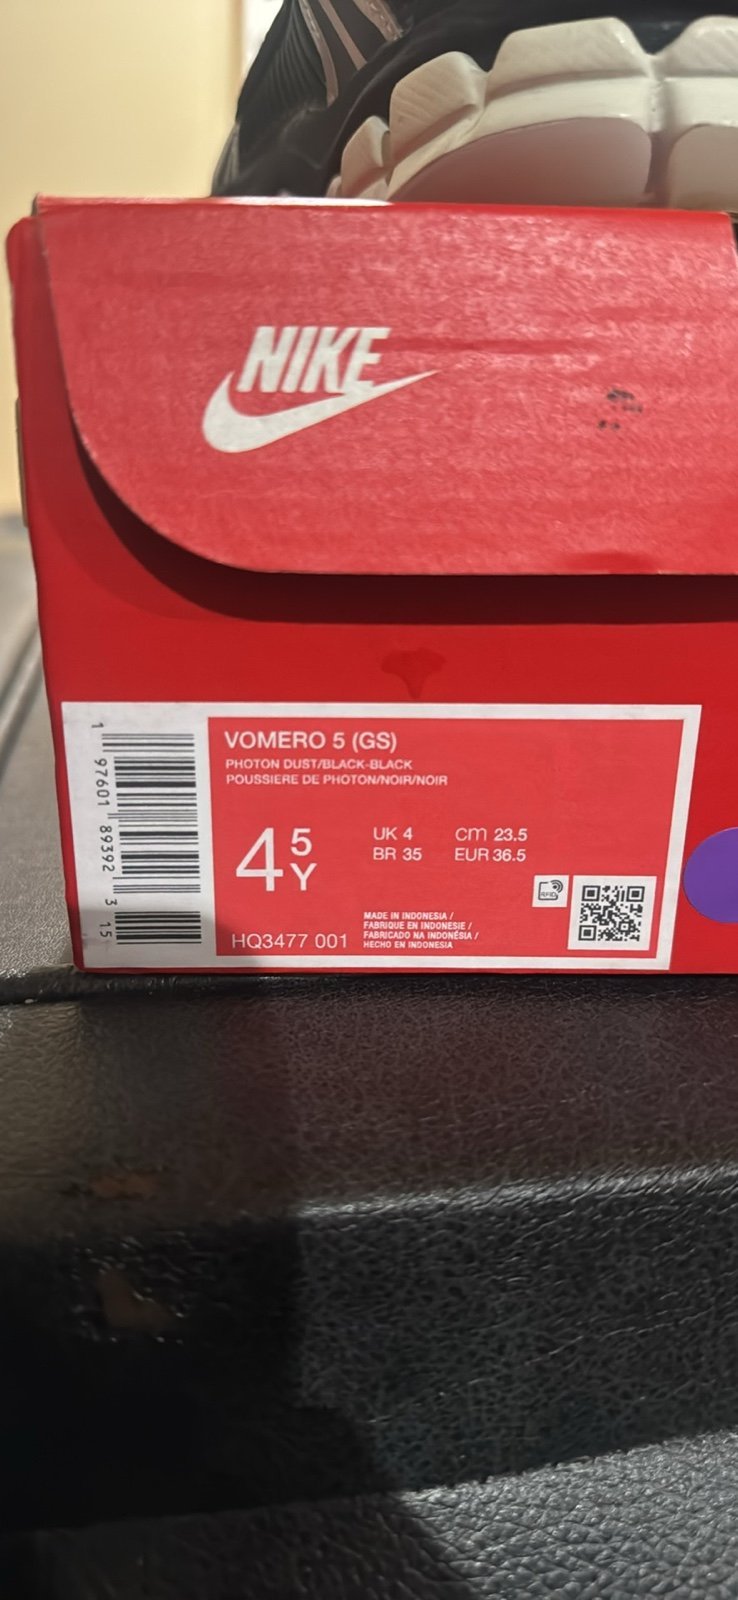 NIKE
VOMERO 5 (GS)
PHOTON DUST/BLACK-BLACK
POUSSIERE DE PHOTON/NOIR/NOIR
4 5 Y
UK 4 cm 23.5
BR 35 EUR 36.5
RFID
HQ3477 001
MADE IN INDONESIA /
FABRIQUE EN INDONESIE /
FABRICADO NA INDONÉSIA /
HECHO EN INDONESIA
1 97601 89392 3 15